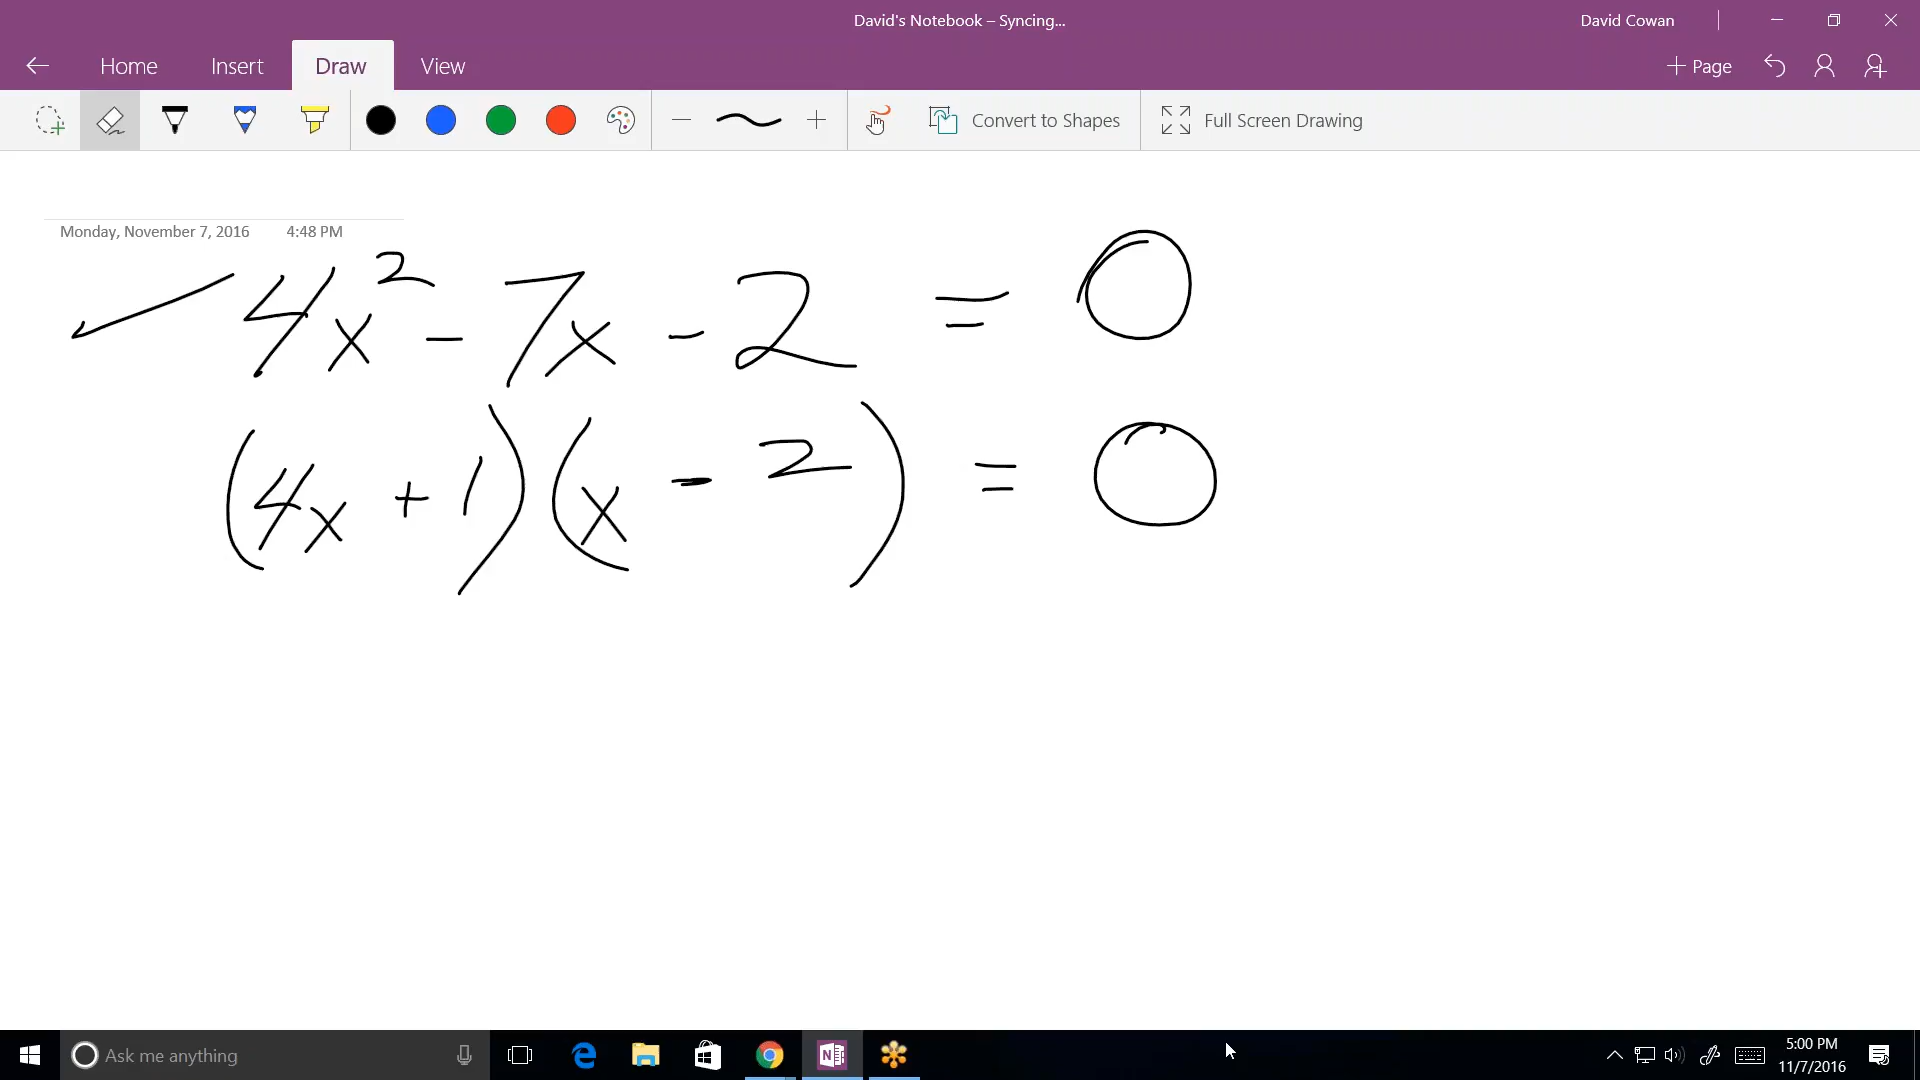 David's Notebook – Syncing...
David Cowan
Home Insert Draw View
Page
Convert to Shapes
Full Screen Drawing
Monday, November 7, 2016 4:48 PM
4x² - 7x - 2 = 0
(4x + 1)(x - 2) = 0
Ask me anything
5:00 PM
11/7/2016